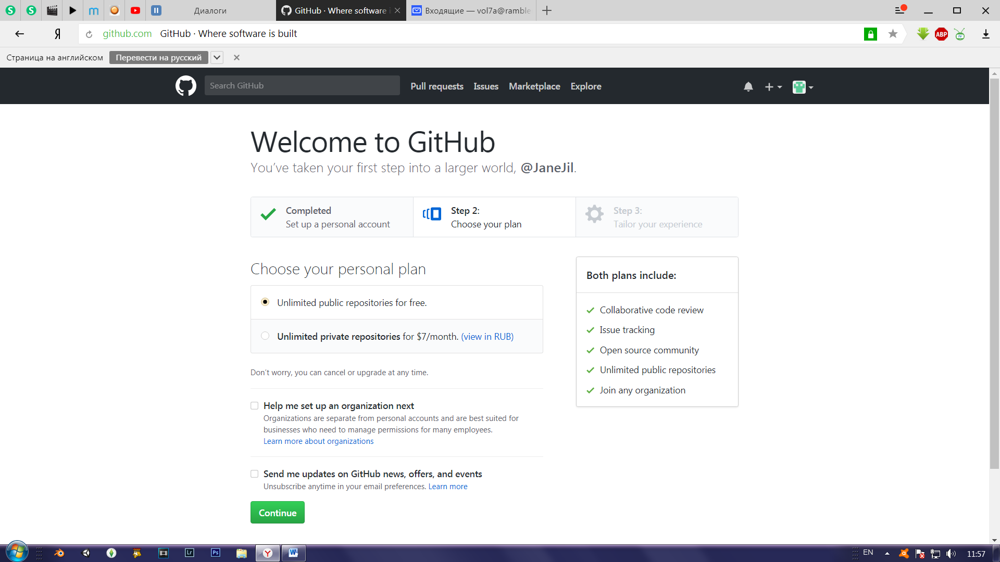 Диалоги
GitHub · Where software i
Входящие — vol7a@ramble
Я
github.com GitHub · Where software is built
ABP
TV
Страница на английском Перевести на русский
Search GitHub
Pull requests Issues Marketplace Explore
Welcome to GitHub
You’ve taken your first step into a larger world, @JaneJil.
Completed
Set up a personal account
Step 2:
Choose your plan
Step 3:
Tailor your experience
Choose your personal plan
Unlimited public repositories for free.
Unlimited private repositories for $7/month. (view in RUB)
Don’t worry, you can cancel or upgrade at any time.
Help me set up an organization next
Organizations are separate from personal accounts and are best suited for
businesses who need to manage permissions for many employees.
Learn more about organizations
Send me updates on GitHub news, offers, and events
Unsubscribe anytime in your email preferences. Learn more
Continue
Both plans include:
Collaborative code review
Issue tracking
Open source community
Unlimited public repositories
Join any organization
Lr
Ps
Y
W
EN
11:57